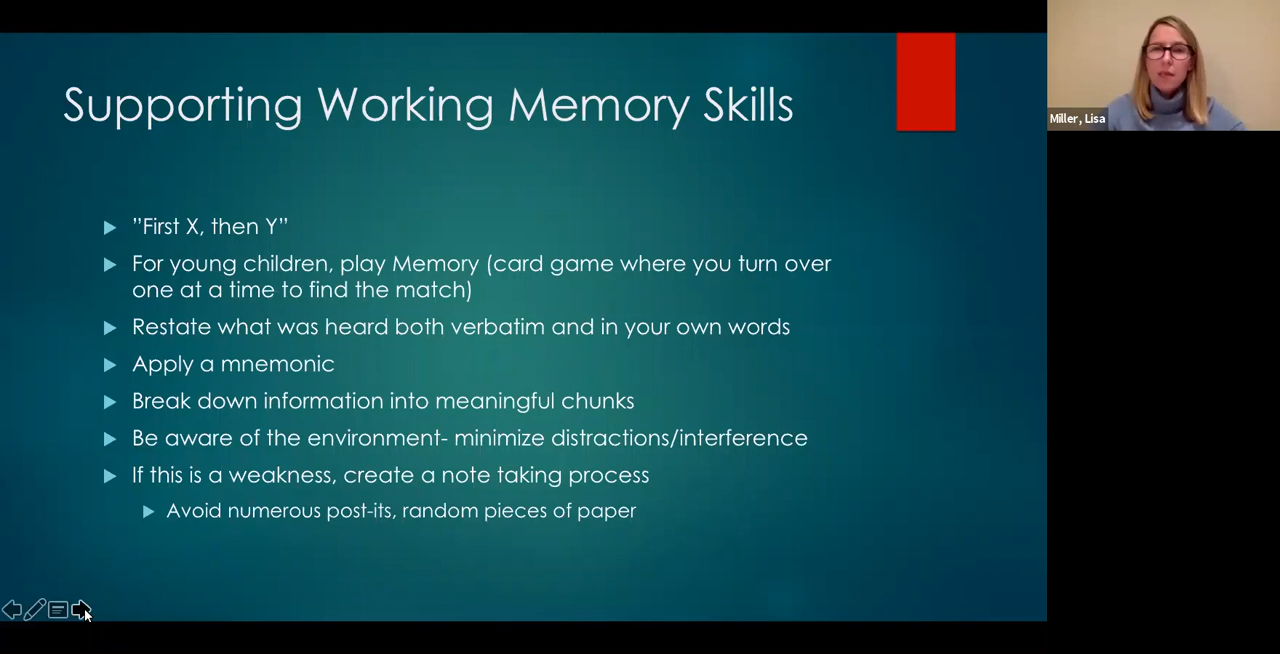 Supporting Working Memory Skills
Miller, Lisa
”First X, then Y”
For young children, play Memory (card game where you turn over
one at a time to find the match)
Restate what was heard both verbatim and in your own words
Apply a mnemonic
Break down information into meaningful chunks
Be aware of the environment- minimize distractions/interference
If this is a weakness, create a note taking process
Avoid numerous post-its, random pieces of paper